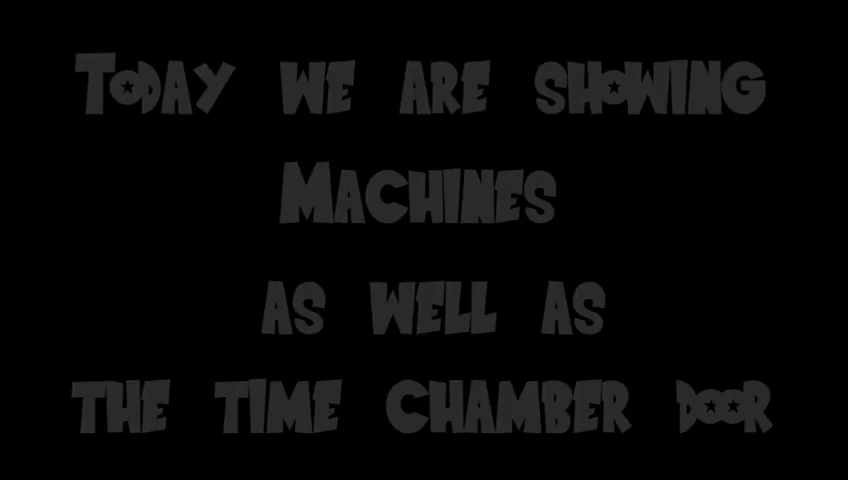 Today we are showing
Machines
as well as
the time Chamber door